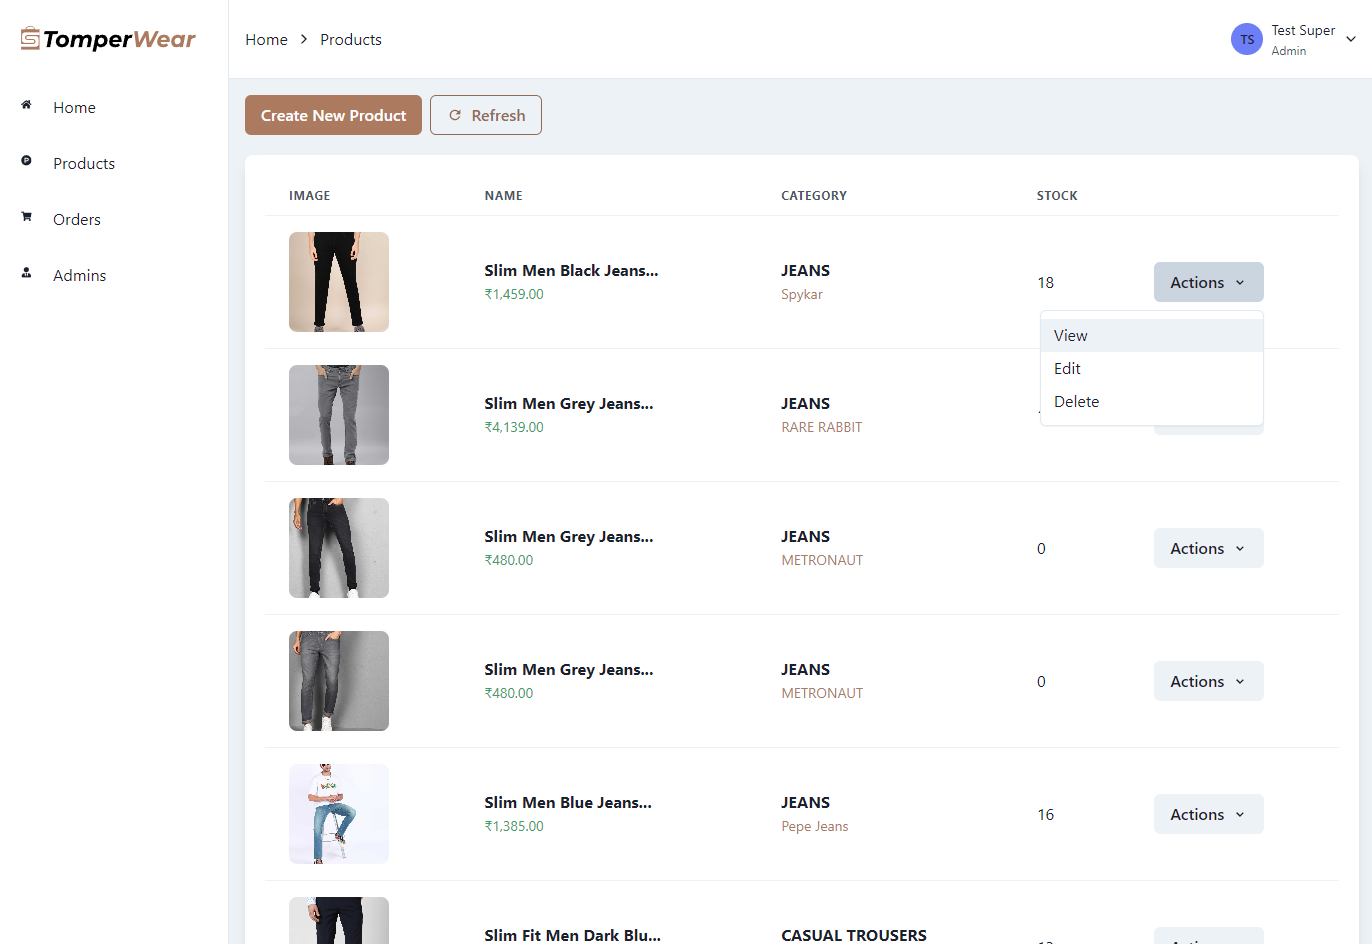 TomperWear
Home
Products
Orders
Admins
Home > Products
TS
Test Super
Admin
Create New Product
Refresh
IMAGE NAME CATEGORY STOCK
Slim Men Black Jeans...
₹1,459.00
JEANS
Spykar
18
Actions
View
Edit
Delete
Slim Men Grey Jeans...
₹4,139.00
JEANS
RARE RABBIT
Slim Men Grey Jeans...
₹480.00
JEANS
METRONAUT
0
Actions
Slim Men Grey Jeans...
₹480.00
JEANS
METRONAUT
0
Actions
Slim Men Blue Jeans...
₹1,385.00
JEANS
Pepe Jeans
16
Actions
Slim Fit Men Dark Blu...
CASUAL TROUSERS